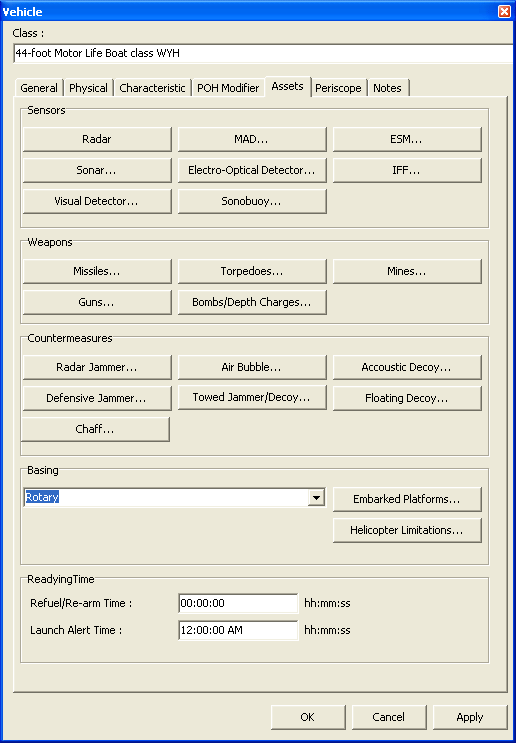 Vehicle
Class :
44-foot Motor Life Boat class WYH
General Physical Characteristic POH Modifier Assets Periscope Notes
Sensors
Radar MAD... ESM...
Sonar... Electro-Optical Detector... IFF...
Visual Detector... Sonobuoy...
Weapons
Missiles... Torpedoes... Mines...
Guns... Bombs/Depth Charges...
Countermeasures
Radar Jammer... Air Bubble... Accoustic Decoy...
Defensive Jammer... Towed Jammer/Decoy... Floating Decoy...
Chaff...
Basing
Rotary Embarked Platforms...
Helicopter Limitations...
ReadyingTime
Refuel/Re-arm Time : 00:00:00 hh:mm:ss
Launch Alert Time : 12:00:00 AM hh:mm:ss
OK Cancel Apply